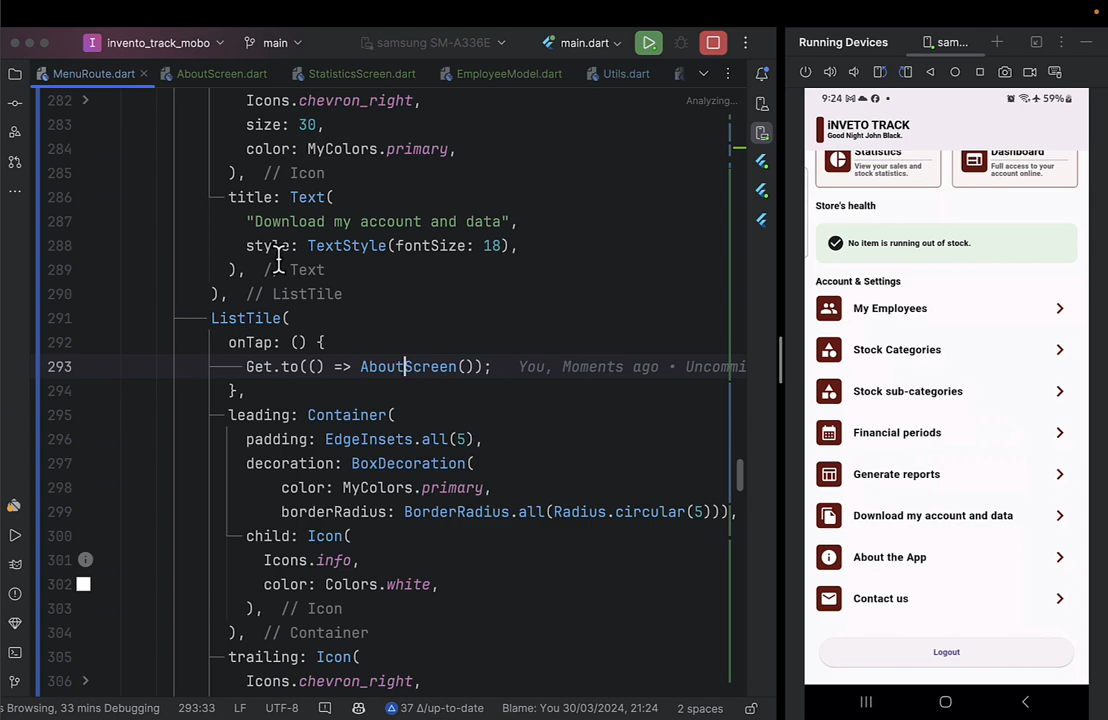 I invento_track_mobo main samsung SM-A336E main.dart
MenuRoute.dart AboutScreen.dart StatisticsScreen.dart EmployeeModel.dart Utils.dart
Analyzing...
282 Icons.chevron_right,
283 size: 30,
284 color: MyColors.primary,
285 ), // Icon
286 title: Text(
287 "Download my account and data",
288 style: TextStyle(fontSize: 18),
289 ), // Text
290 ), // ListTile
291 ListTile(
292 onTap: () {
293 Get.to(() => AboutScreen()); You, Moments ago • Uncommi
294 },
295 leading: Container(
296 padding: EdgeInsets.all(5),
297 decoration: BoxDecoration(
298 color: MyColors.primary,
299 borderRadius: BorderRadius.all(Radius.circular(5))),
300 child: Icon(
301 Icons.info,
302 color: Colors.white,
303 ), // Icon
304 ), // Container
305 trailing: Icon(
306 Icons.chevron_right,
s Browsing, 33 mins Debugging 293:33 LF UTF-8 37 Δ/up-to-date Blame: You 30/03/2024, 21:24 2 spaces
Running Devices sam...
9:24 59%
iNVETO TRACK
Good Night John Black.
Statistics
View your sales and
stock statistics.
Dashboard
Full access to your
account online.
Store's health
No item is running out of stock.
Account & Settings
My Employees
Stock Categories
Stock sub-categories
Financial periods
Generate reports
Download my account and data
About the App
Contact us
Logout